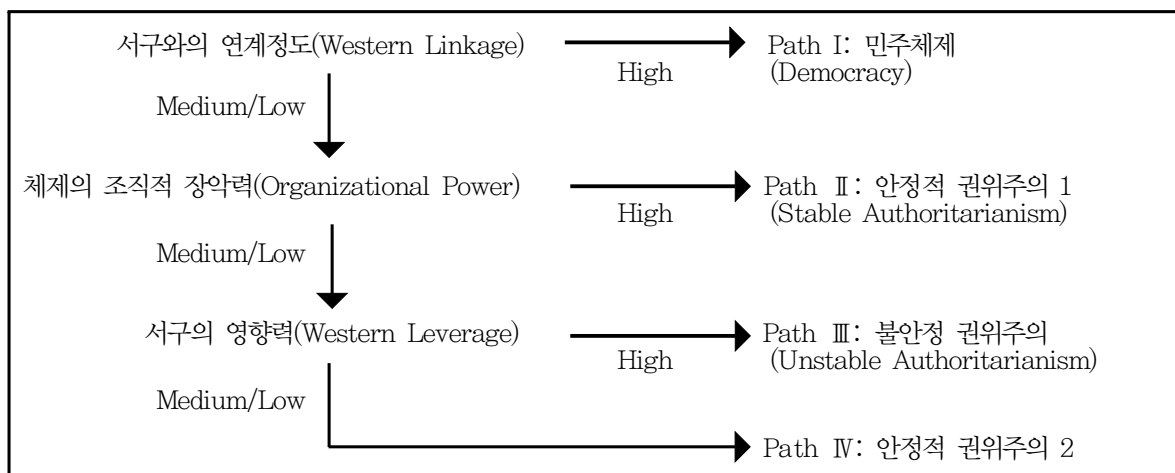 서구와의 연계정도(Western Linkage)
High
Path Ⅰ: 민주체제
(Democracy)
Medium/Low
체제의 조직적 장악력(Organizational Power)
High
Path Ⅱ: 안정적 권위주의 1
(Stable Authoritarianism)
Medium/Low
서구의 영향력(Western Leverage)
High
Path Ⅲ: 불안정 권위주의
(Unstable Authoritarianism)
Medium/Low
Path Ⅳ: 안정적 권위주의 2